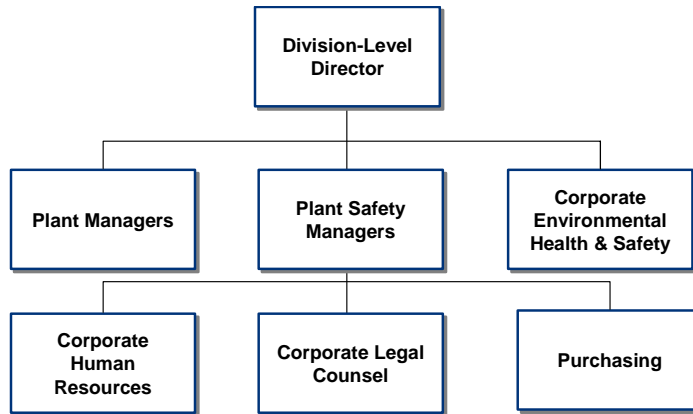 Division-Level
Director
Plant Managers
Plant Safety
Managers
Corporate
Environmental
Health & Safety
Corporate
Human
Resources
Corporate Legal
Counsel
Purchasing